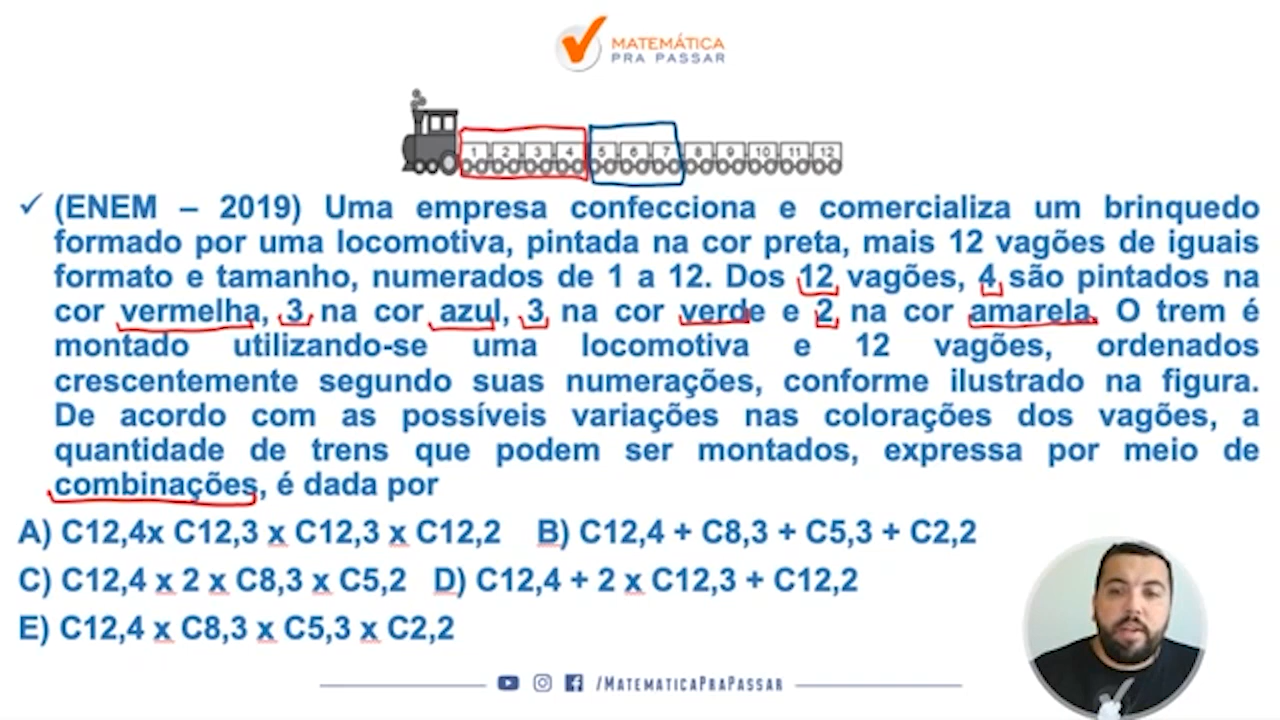 MATEMÁTICA
PRA PASSAR
1 2 3 4 5 6 7 8 9 10 11 12
✓ (ENEM – 2019) Uma empresa confecciona e comercializa um brinquedo
formado por uma locomotiva, pintada na cor preta, mais 12 vagões de iguais
formato e tamanho, numerados de 1 a 12. Dos 12 vagões, 4 são pintados na
cor vermelha, 3 na cor azul, 3 na cor verde e 2 na cor amarela. O trem é
montado utilizando-se uma locomotiva e 12 vagões, ordenados
crescentemente segundo suas numerações, conforme ilustrado na figura.
De acordo com as possíveis variações nas colorações dos vagões, a
quantidade de trens que podem ser montados, expressa por meio de
combinações, é dada por
A) C12,4x C12,3 x C12,3 x C12,2 B) C12,4 + C8,3 + C5,3 + C2,2
C) C12,4 x 2 x C8,3 x C5,2 D) C12,4 + 2 x C12,3 + C12,2
E) C12,4 x C8,3 x C5,3 x C2,2
/MATEMATICAPRAPASSAR